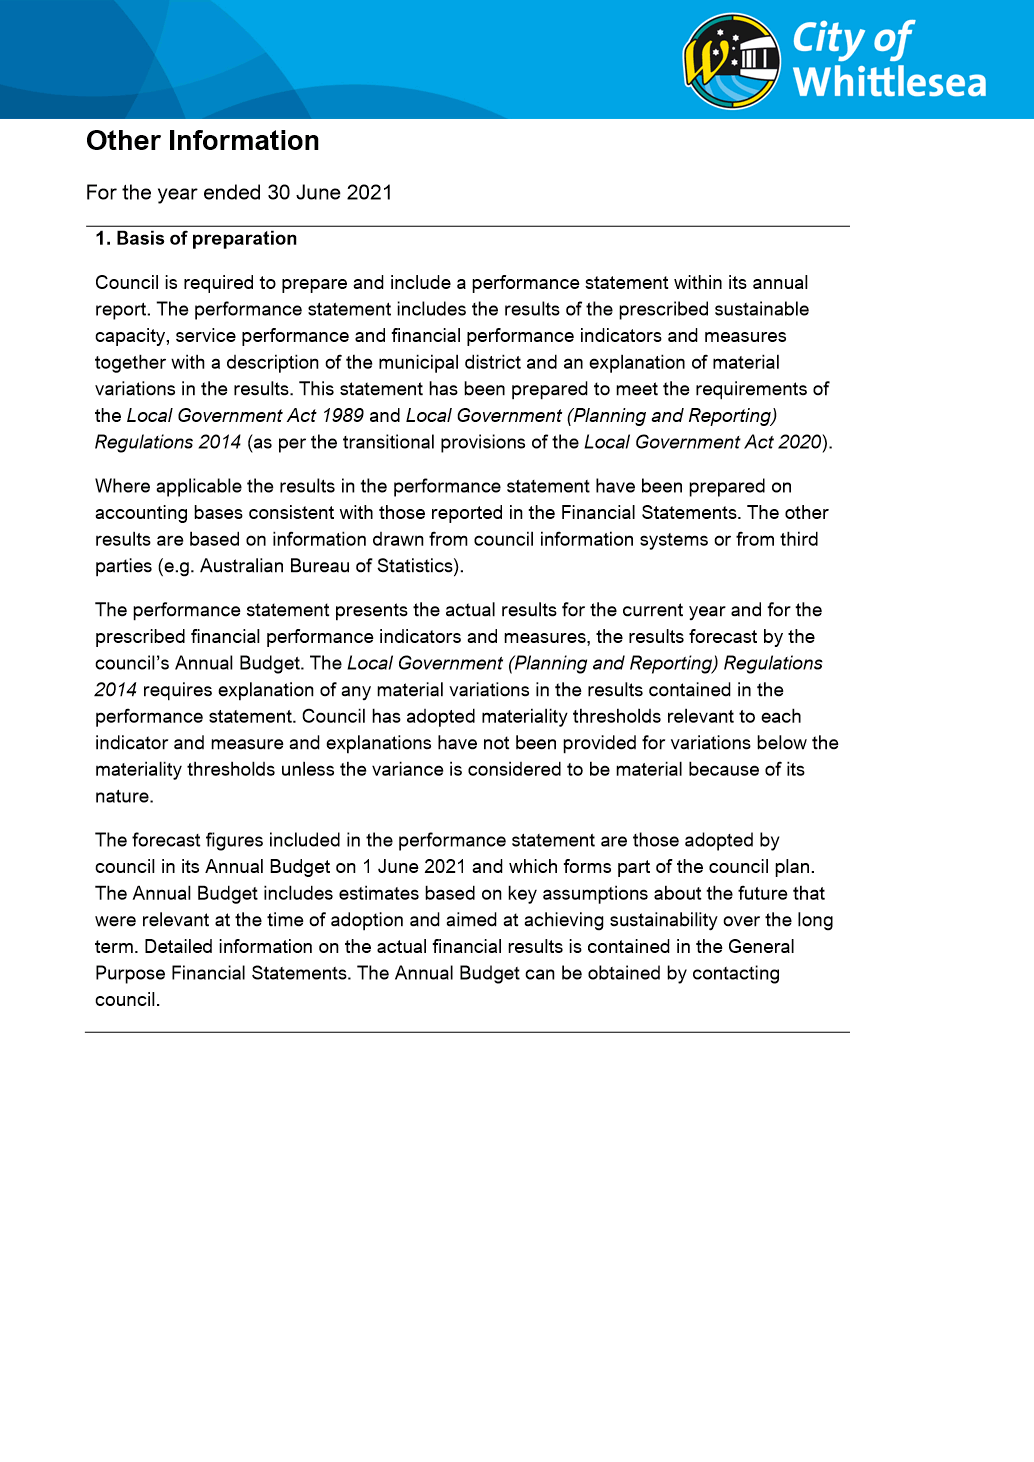 City of
Whittlesea
Other Information
For the year ended 30 June 2021
1. Basis of preparation
Council is required to prepare and include a performance statement within its annual
report. The performance statement includes the results of the prescribed sustainable
capacity, service performance and financial performance indicators and measures
together with a description of the municipal district and an explanation of material
variations in the results. This statement has been prepared to meet the requirements of
the Local Government Act 1989 and Local Government (Planning and Reporting)
Regulations 2014 (as per the transitional provisions of the Local Government Act 2020).
Where applicable the results in the performance statement have been prepared on
accounting bases consistent with those reported in the Financial Statements. The other
results are based on information drawn from council information systems or from third
parties (e.g. Australian Bureau of Statistics).
The performance statement presents the actual results for the current year and for the
prescribed financial performance indicators and measures, the results forecast by the
council’s Annual Budget. The Local Government (Planning and Reporting) Regulations
2014 requires explanation of any material variations in the results contained in the
performance statement. Council has adopted materiality thresholds relevant to each
indicator and measure and explanations have not been provided for variations below the
materiality thresholds unless the variance is considered to be material because of its
nature.
The forecast figures included in the performance statement are those adopted by
council in its Annual Budget on 1 June 2021 and which forms part of the council plan.
The Annual Budget includes estimates based on key assumptions about the future that
were relevant at the time of adoption and aimed at achieving sustainability over the long
term. Detailed information on the actual financial results is contained in the General
Purpose Financial Statements. The Annual Budget can be obtained by contacting
council.